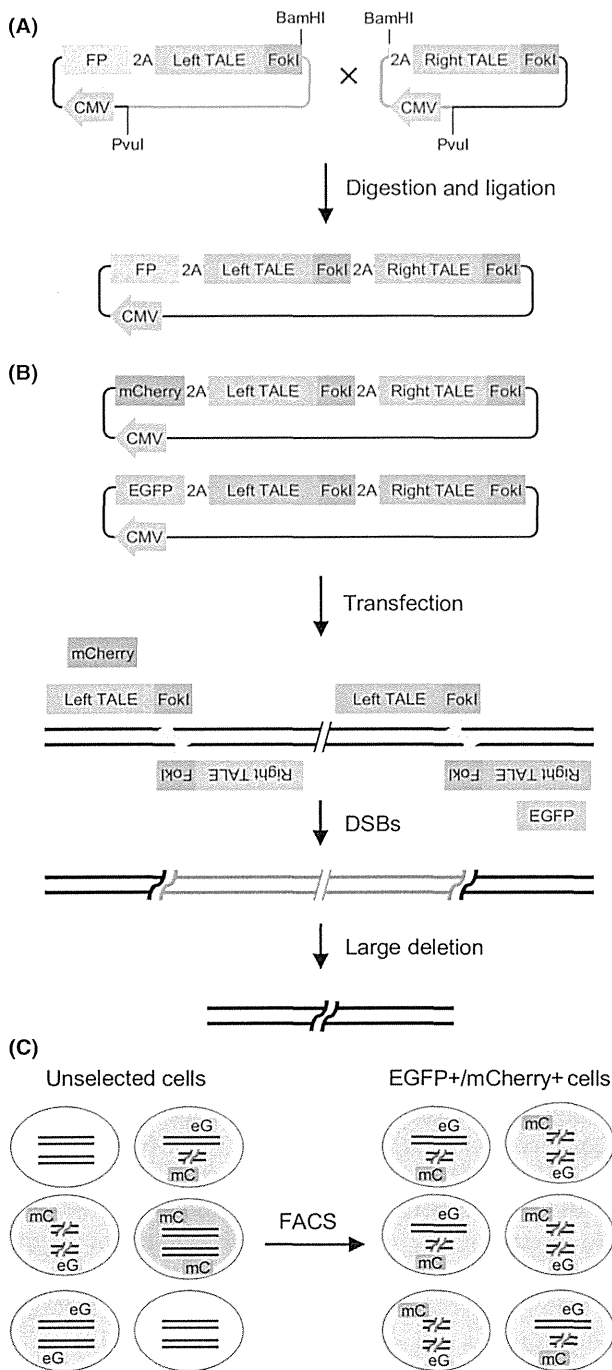 (A)
BamHI BamHI
FP 2A Left TALE FokI × 2A Right TALE FokI
CMV CMV
PvuI PvuI
Digestion and ligation
FP 2A Left TALE FokI 2A Right TALE FokI
CMV
(B)
mCherry 2A Left TALE FokI 2A Right TALE FokI
CMV
EGFP 2A Left TALE FokI 2A Right TALE FokI
CMV
Transfection
mCherry
Left TALE FokI Left TALE FokI
FokI Right TALE FokI Right TALE
DSBs EGFP
Large deletion
(C)
Unselected cells EGFP+/mCherry+ cells
eG eG mC
mC mC eG
mC mC FACS eG mC
eG mC mC eG
eG mC eG
eG eG mC